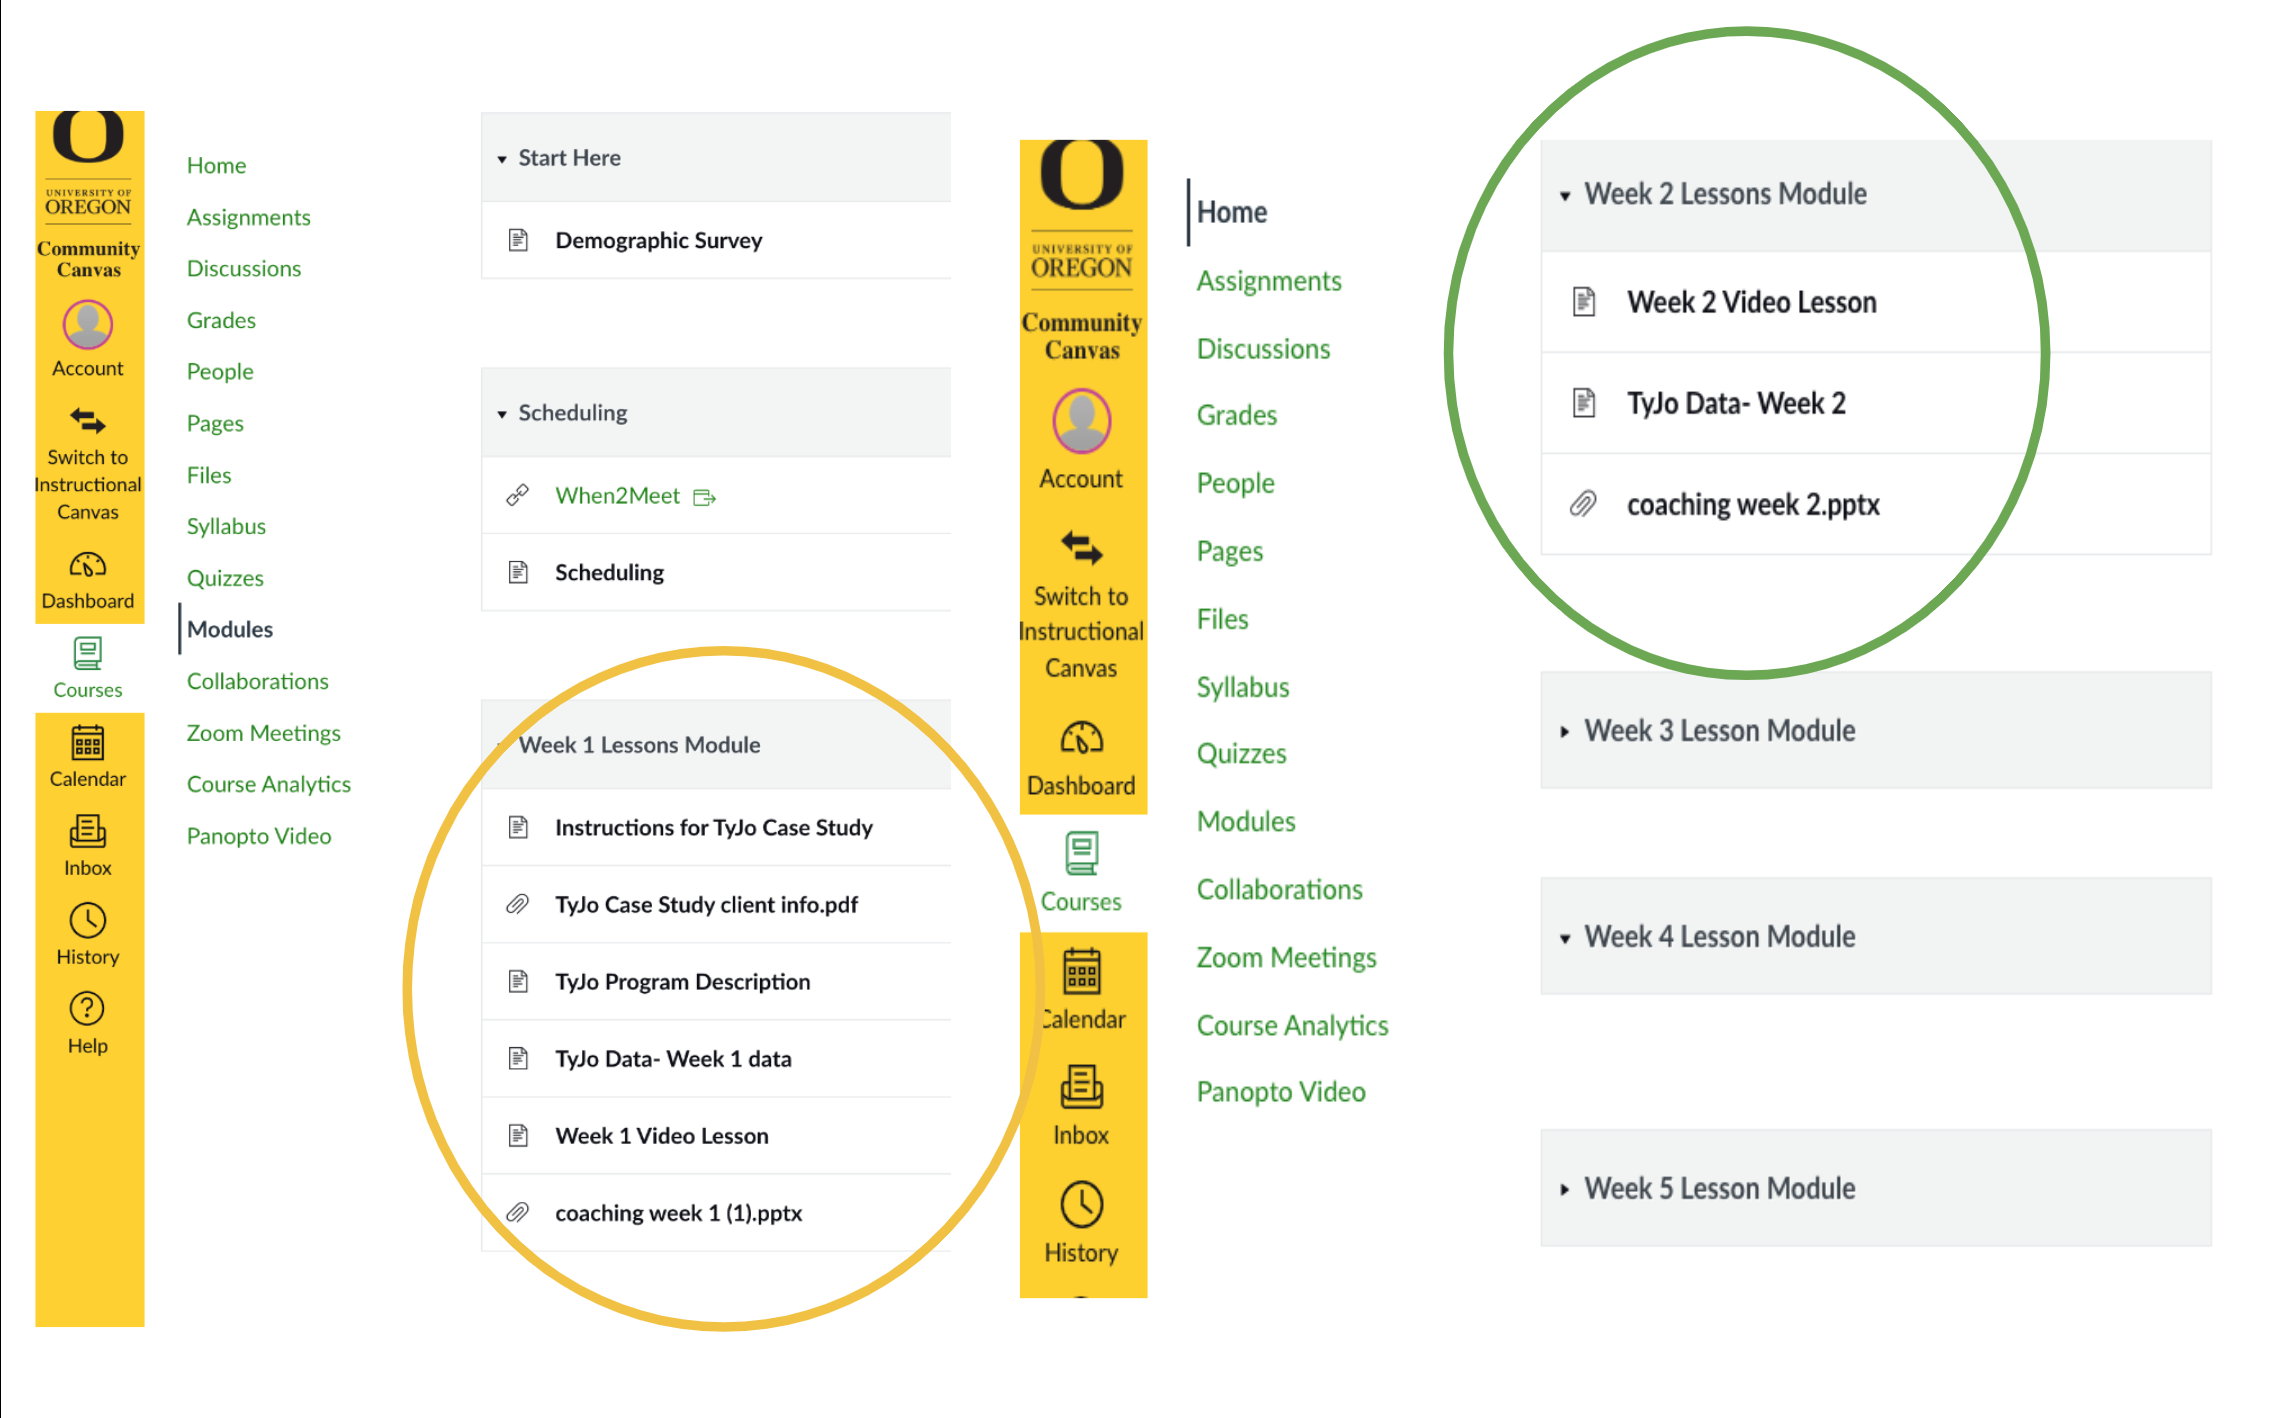 O
UNIVERSITY OF
OREGON
Community
Canvas
Account
Switch to
Instructional
Canvas
Dashboard
Courses
Calendar
Inbox
History
Help
Home
Assignments
Discussions
Grades
People
Pages
Files
Syllabus
Quizzes
Modules
Collaborations
Zoom Meetings
Course Analytics
Panopto Video
Start Here
Demographic Survey
Scheduling
When2Meet
Scheduling
Week 1 Lessons Module
Instructions for TyJo Case Study
TyJo Case Study client info.pdf
TyJo Program Description
TyJo Data- Week 1 data
Week 1 Video Lesson
coaching week 1 (1).pptx
O
UNIVERSITY OF
OREGON
Community
Canvas
Account
Switch to
Instructional
Canvas
Dashboard
Courses
Calendar
Inbox
History
Home
Assignments
Discussions
Grades
People
Pages
Files
Syllabus
Quizzes
Modules
Collaborations
Zoom Meetings
Course Analytics
Panopto Video
Week 2 Lessons Module
Week 2 Video Lesson
TyJo Data- Week 2
coaching week 2.pptx
Week 3 Lesson Module
Week 4 Lesson Module
Week 5 Lesson Module